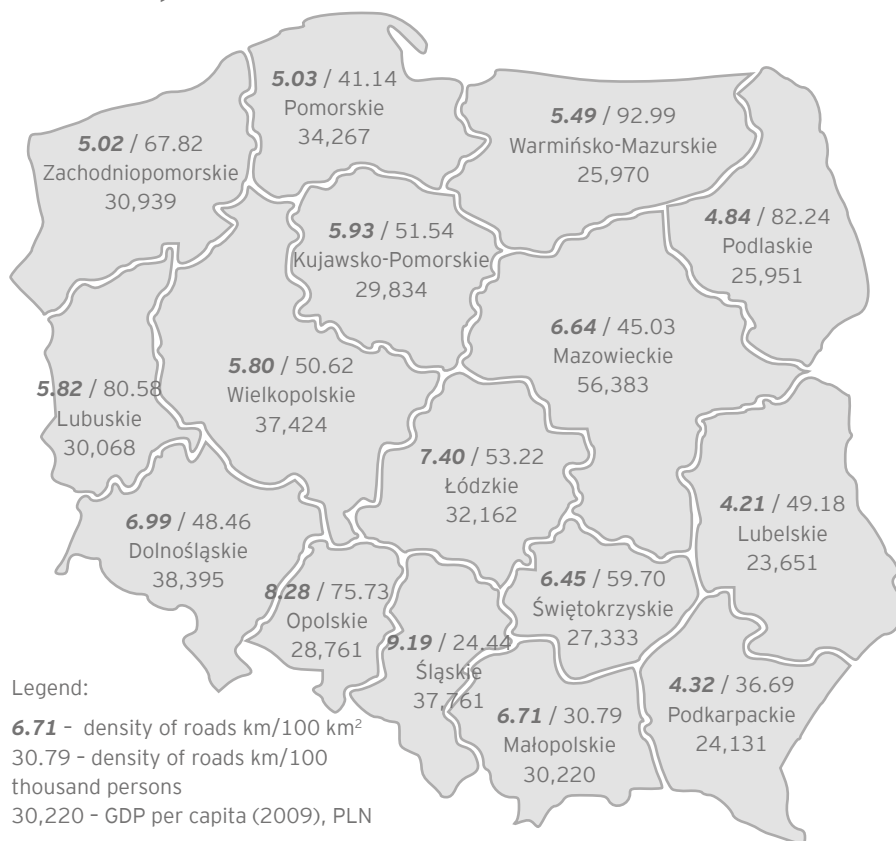 5.03 / 41.14
Pomorskie
34,267
5.49 / 92.99
Warmińsko-Mazurskie
25,970
5.02 / 67.82
Zachodniopomorskie
30,939
4.84 / 82.24
Podlaskie
25,951
5.93 / 51.54
Kujawsko-Pomorskie
29,834
6.64 / 45.03
Mazowieckie
56,383
5.80 / 50.62
Wielkopolskie
37,424
5.82 / 80.58
Lubuskie
30,068
7.40 / 53.22
Łódzkie
32,162
4.21 / 49.18
Lubelskie
23,651
6.99 / 48.46
Dolnośląskie
38,395
8.28 / 75.73
Opolskie
28,761
6.45 / 59.70
Świętokrzyskie
27,333
9.19 / 24.44
Śląskie
37,761
4.32 / 36.69
Podkarpackie
24,131
6.71 / 30.79
Małopolskie
30,220
Legend:
6.71 – density of roads km/100 km²
30.79 – density of roads km/100
thousand persons
30,220 – GDP per capita (2009), PLN